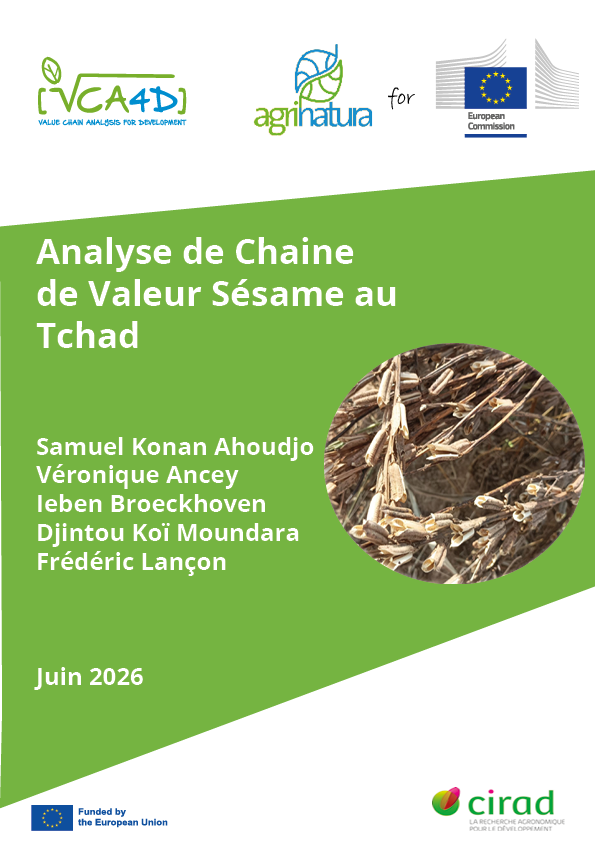 VCA4D
VALUE CHAIN ANALYSIS FOR DEVELOPMENT
agrinatura
for
European
Commission
Analyse de Chaine
de Valeur Sésame au
Tchad
Samuel Konan Ahoudjo
Véronique Ancey
Ieben Broeckhoven
Djintou Koï Moundara
Frédéric Lançon
Juin 2026
Funded by
the European Union
cirad
LA RECHERCHE AGRONOMIQUE
POUR LE DÉVELOPPEMENT